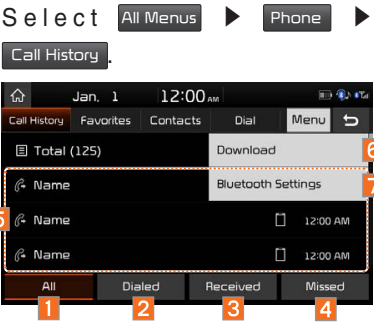 Select All Menus ▶ Phone ▶
Call History.
Jan. 1 12:00 AM
Call History Favorites Contacts Dial Menu
Total (125) Download 6
Name Bluetooth Settings 7
5 Name 12:00 AM
Name 12:00 AM
All Dialed Received Missed
1 2 3 4